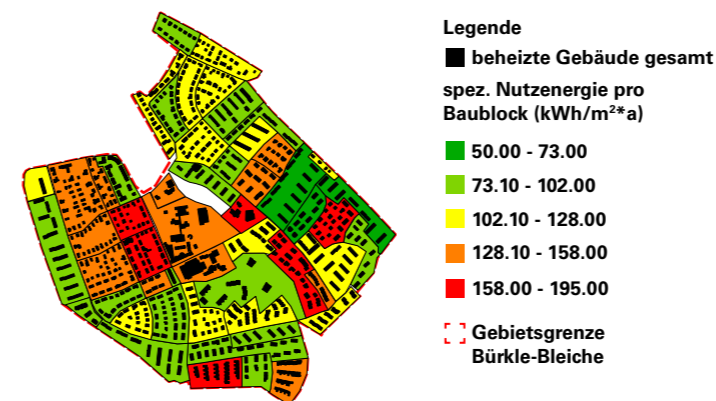 Legende
beheizte Gebäude gesamt
spez. Nutzenergie pro
Baublock (kWh/m²*a)
50.00 - 73.00
73.10 - 102.00
102.10 - 128.00
128.10 - 158.00
158.00 - 195.00
Gebietsgrenze
Bürkle-Bleiche